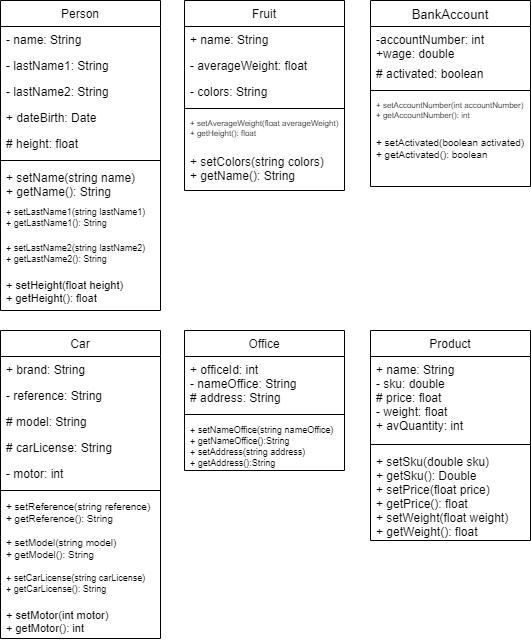 Person
- name: String
- lastName1: String
- lastName2: String
+ dateBirth: Date
# height: float
+ setName(string name)
+ getName(): String
+ setLastName1(string lastName1)
+ getLastName1(): String
+ setLastName2(string lastName2)
+ getLastName2(): String
+ setHeight(float height)
+ getHeight(): float
Fruit
+ name: String
- averageWeight: float
- colors: String
+ setAverageWeight(float averageWeight)
+ getHeight(): float
+ setColors(string colors)
+ getName(): String
BankAccount
-accountNumber: int
+wage: double
# activated: boolean
+ setAccountNumber(int accountNumber)
+ getAccountNumber(): int
+ setActivated(boolean activated)
+ getActivated(): boolean
Car
+ brand: String
- reference: String
# model: String
# carLicense: String
- motor: int
+ setReference(string reference)
+ getReference(): String
+ setModel(string model)
+ getModel(): String
+ setCarLicense(string carLicense)
+ getCarLicense(): String
+ setMotor(int motor)
+ getMotor(): int
Office
+ officeId: int
- nameOffice: String
# address: String
+ setNameOffice(string nameOffice)
+ getNameOffice():String
+ setAddress(string address)
+ getAddress():String
Product
+ name: String
- sku: double
# price: float
- weight: float
+ avQuantity: int
+ setSku(double sku)
+ getSku(): Double
+ setPrice(float price)
+ getPrice(): float
+ setWeight(float weight)
+ getWeight(): float